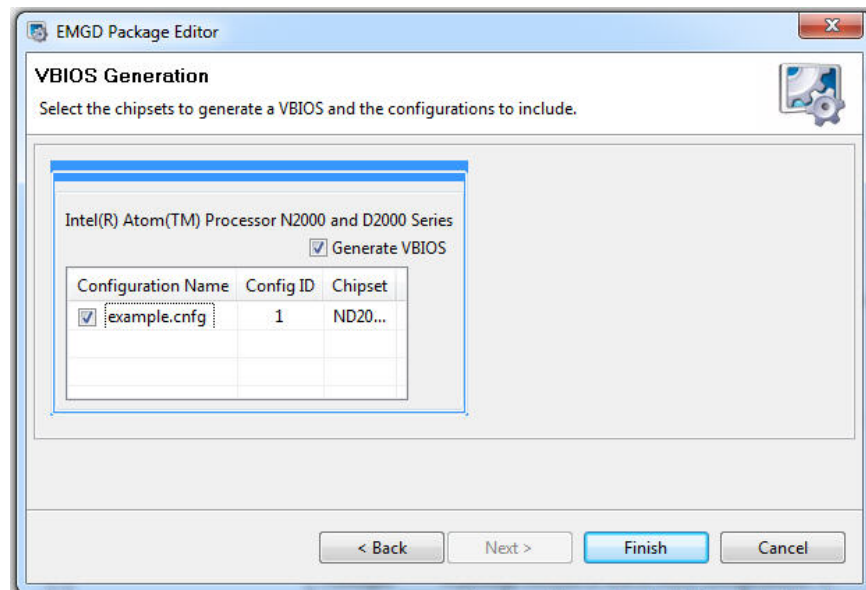 EMGD Package Editor
VBIOS Generation
Select the chipsets to generate a VBIOS and the configurations to include.
Intel(R) Atom(TM) Processor N2000 and D2000 Series
Generate VBIOS
Configuration Name Config ID Chipset
example.cnfg 1 ND20...
< Back Next > Finish Cancel